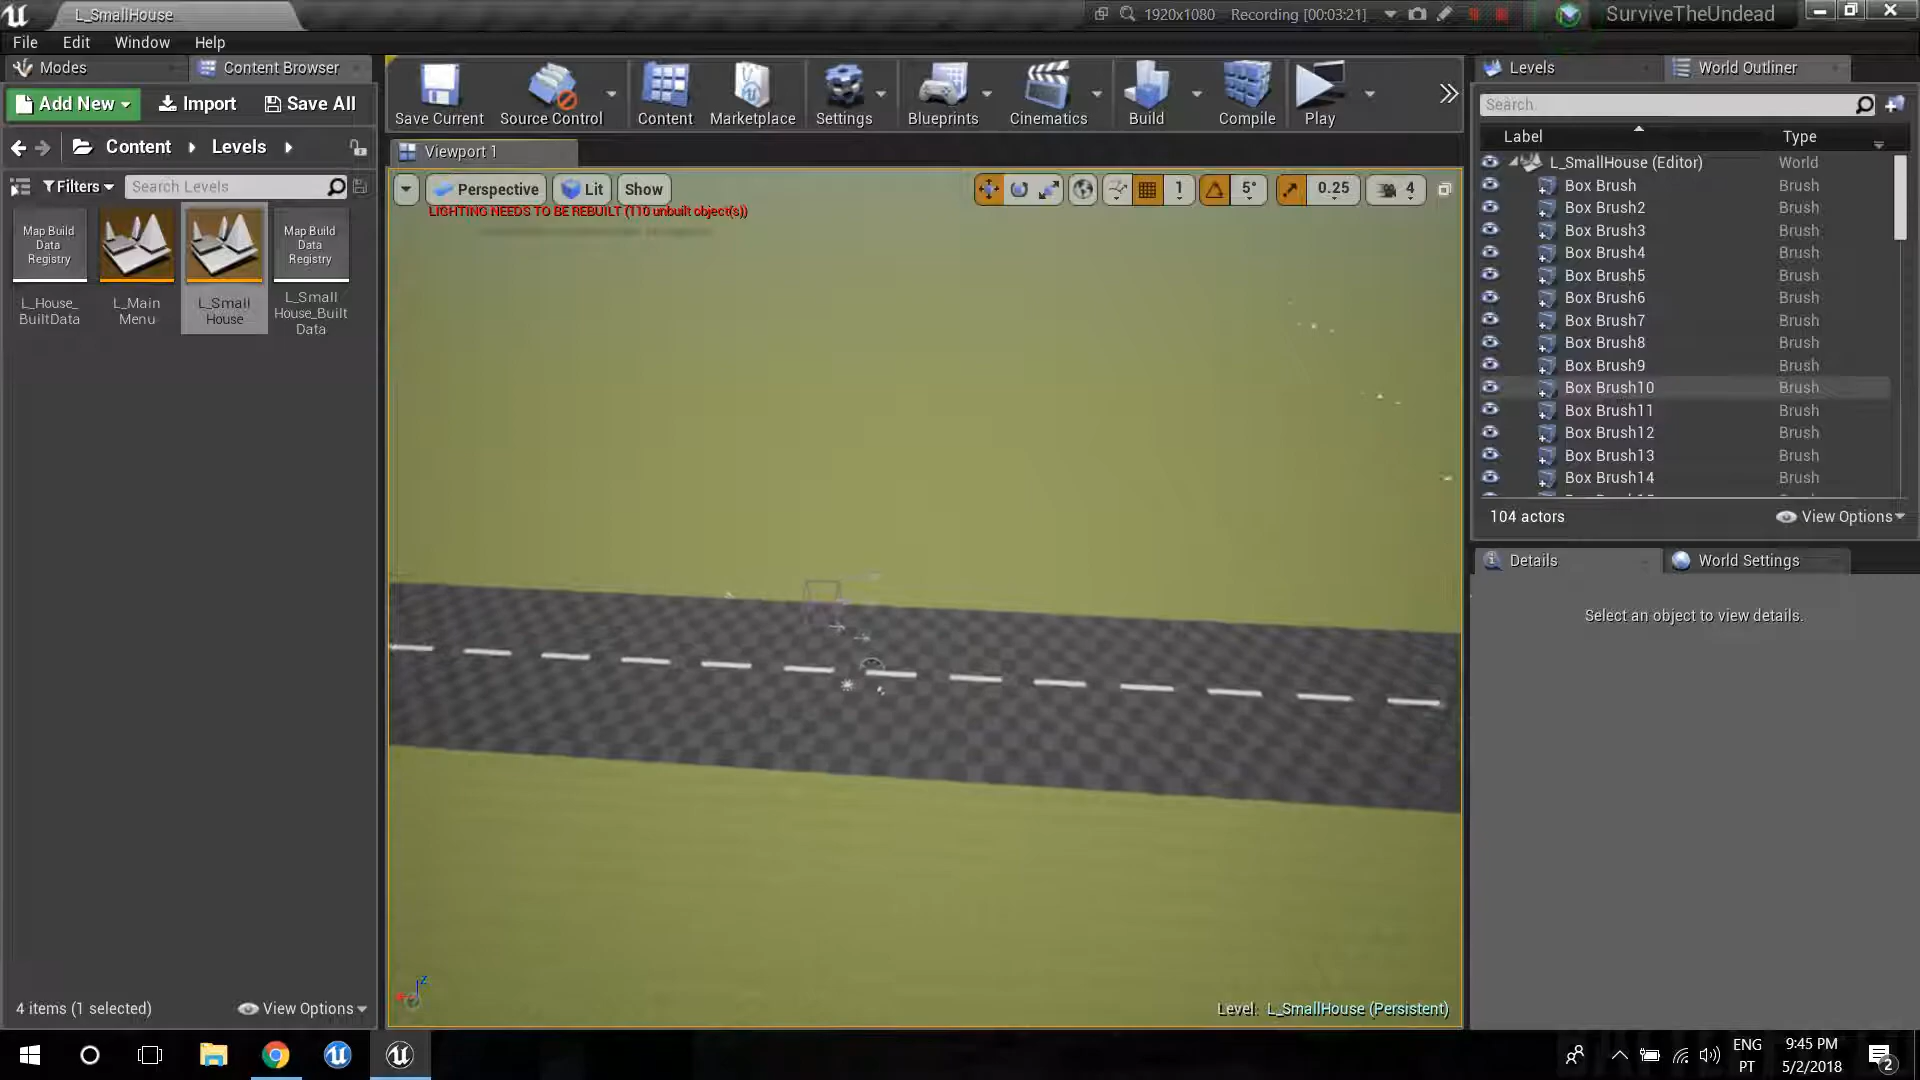 L_SmallHouse
1920x1080
Recording [00:03:21]
SurviveTheUndead
File
Edit
Window
Help
Modes
Content Browser
Add New
Import
Save All
Content
Levels
Filters
Search Levels
Map Build
Data
Registry
L_House_
BuiltData
L_Main
Menu
L_Small
House
Map Build
Data
Registry
L_Small
House_Built
Data
4 items (1 selected)
View Options
Save Current
Source Control
Content
Marketplace
Settings
Blueprints
Cinematics
Build
Compile
Play
Viewport 1
Perspective
Lit
Show
1
5°
0.25
4
LIGHTING NEEDS TO BE REBUILT (110 unbuilt object(s))
Z
Level: L_SmallHouse (Persistent)
Levels
World Outliner
Search
Label
Type
L_SmallHouse (Editor) World
Box Brush Brush
Box Brush2 Brush
Box Brush3 Brush
Box Brush4 Brush
Box Brush5 Brush
Box Brush6 Brush
Box Brush7 Brush
Box Brush8 Brush
Box Brush9 Brush
Box Brush10 Brush
Box Brush11 Brush
Box Brush12 Brush
Box Brush13 Brush
Box Brush14 Brush
104 actors
View Options
Details
World Settings
Select an object to view details.
ENG
PT
9:45 PM
5/2/2018
2